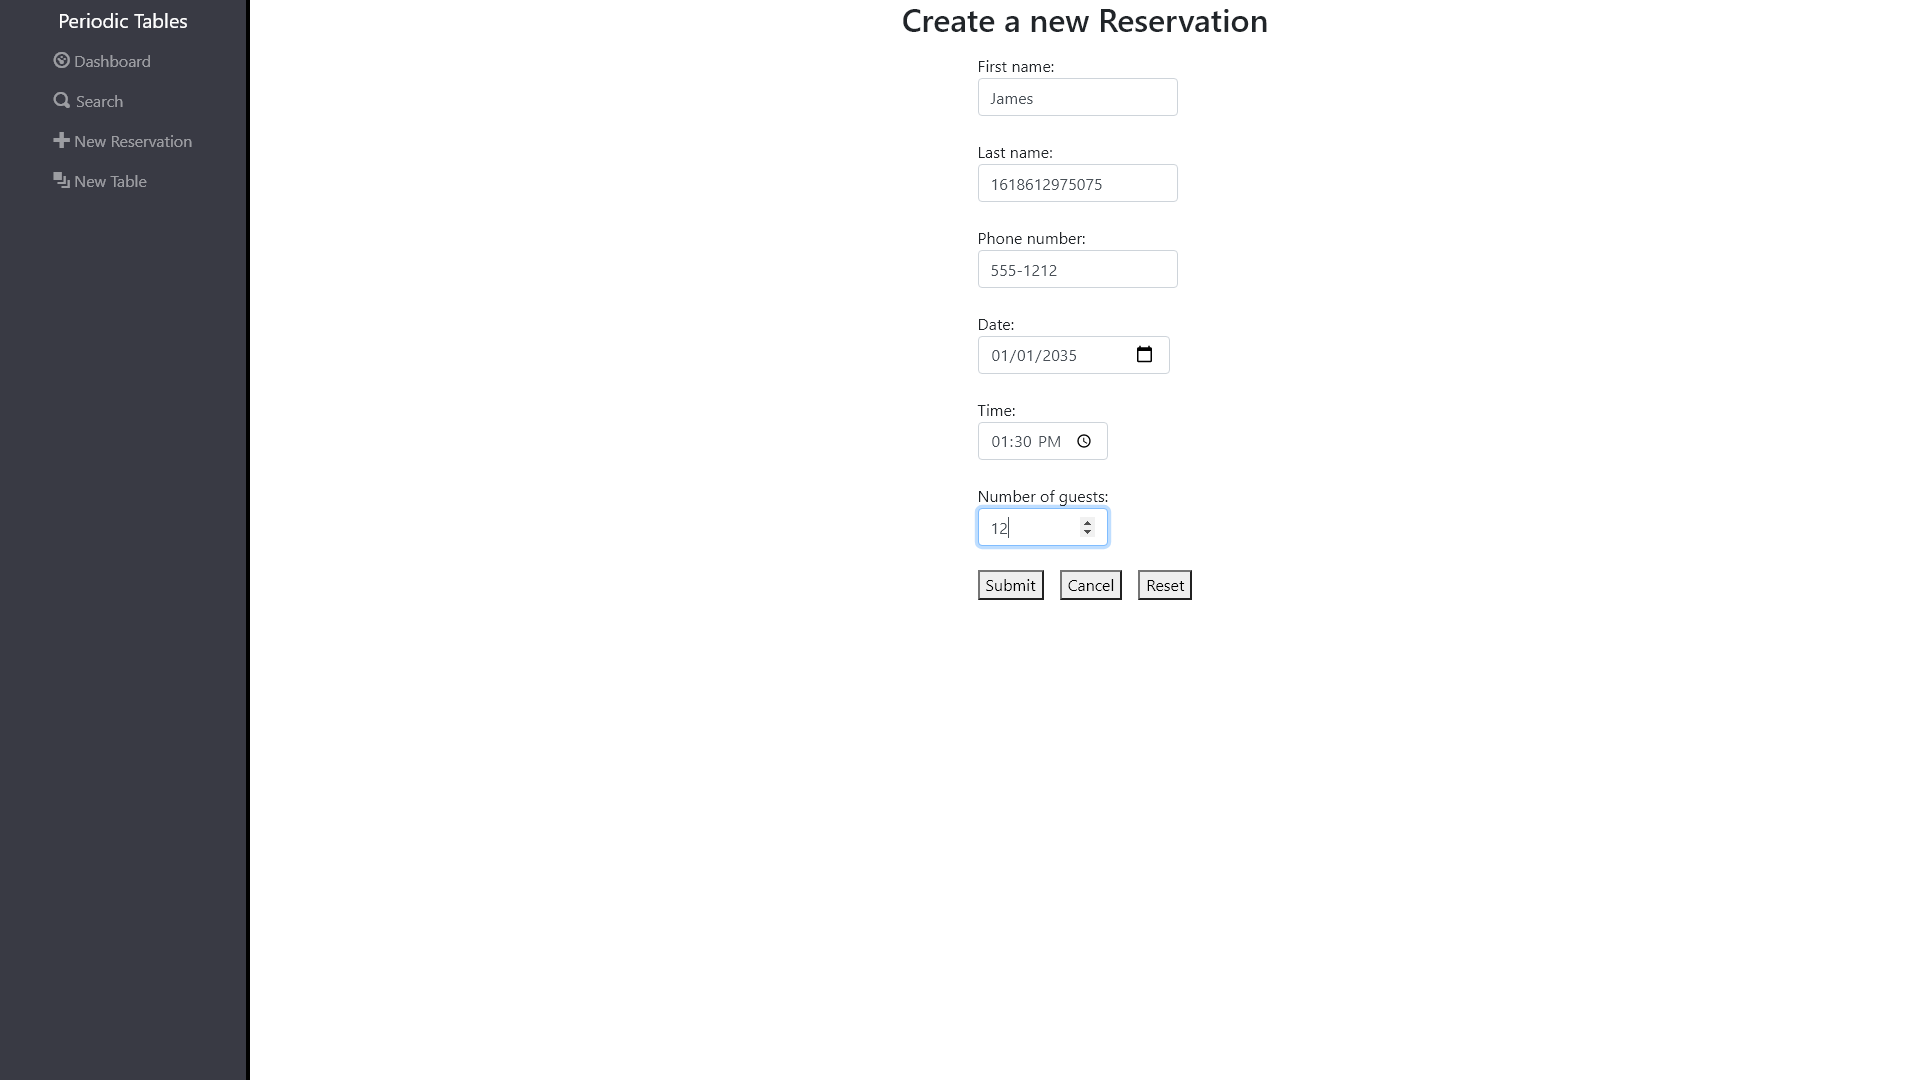 Periodic Tables
Dashboard
Search
New Reservation
New Table
Create a new Reservation
First name:
James
Last name:
1618612975075
Phone number:
555-1212
Date:
01/01/2035
Time:
01:30 PM
Number of guests:
12
Submit Cancel Reset